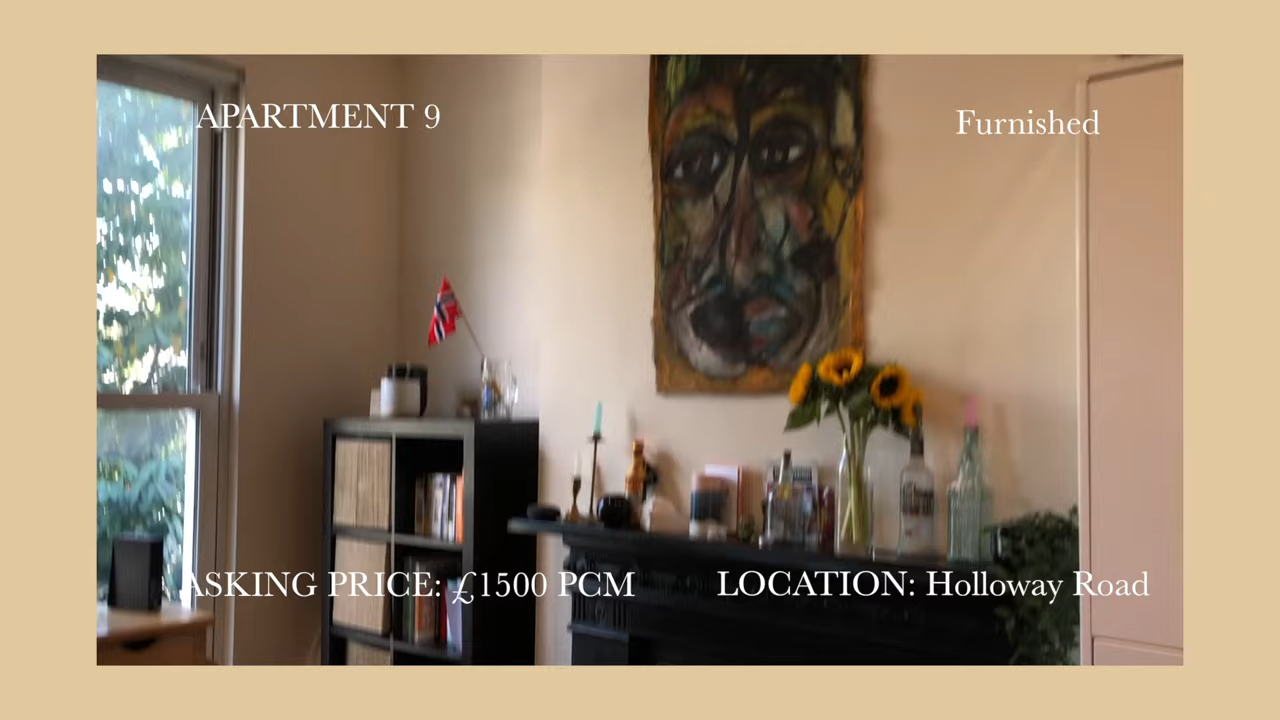 APARTMENT 9
Furnished
ASKING PRICE: £1500 PCM
LOCATION: Holloway Road